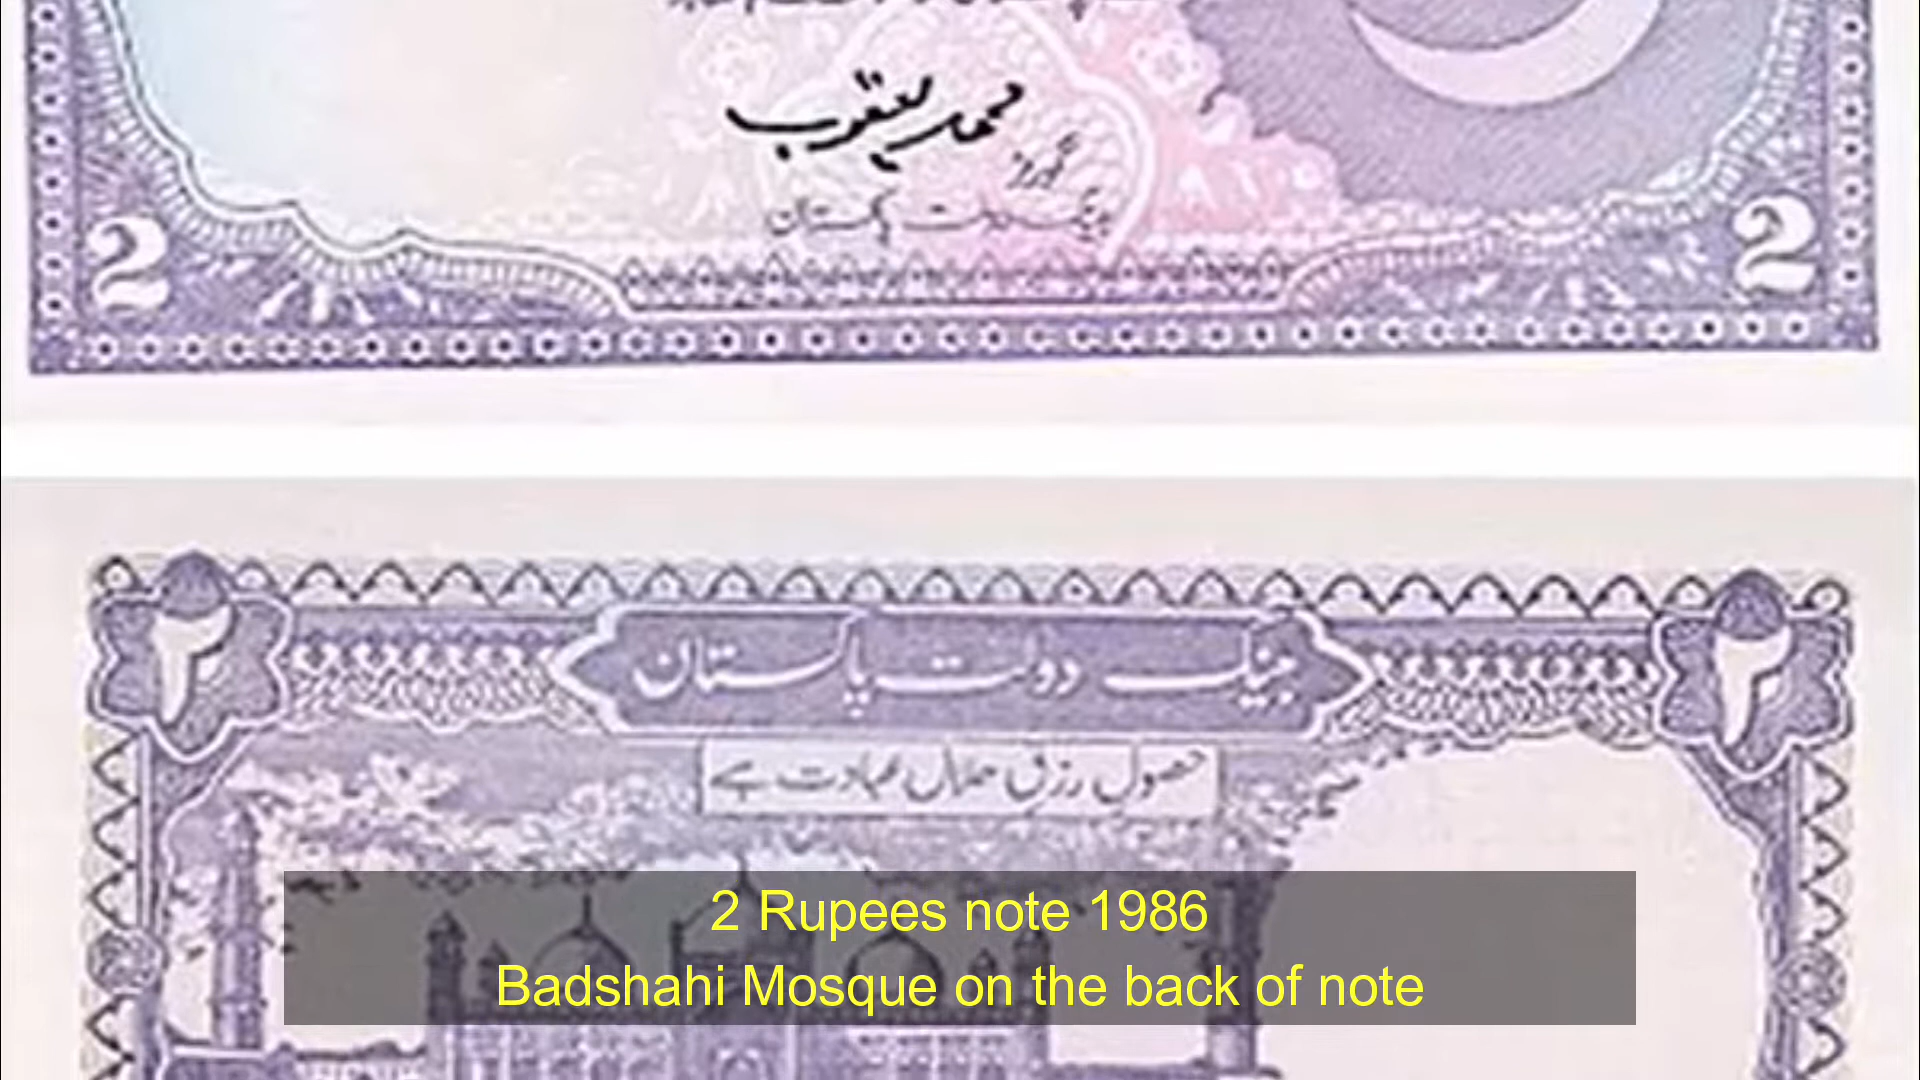 محمد یعقوب
گورنر
بینک دولت پاکستان
2 2
۲ بینک دولت پاکستان ۲
حصول رزق حلال عبادت ہے
2 Rupees note 1986
Badshahi Mosque on the back of note